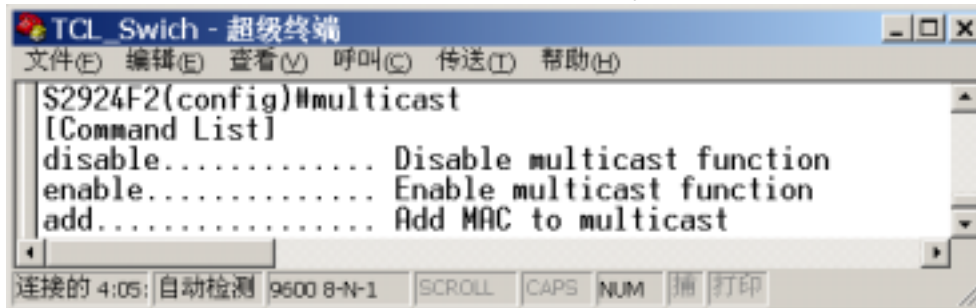 TCL_Swich - 超级终端
文件(F) 编辑(E) 查看(V) 呼叫(C) 传送(T) 帮助(H)
S2924F2(config)#multicast
[Command List]
disable............. Disable multicast function
enable.............. Enable multicast function
add................. Add MAC to multicast
连接的 4:05: 自动检测 9600 8-N-1 SCROLL CAPS NUM 捕 打印